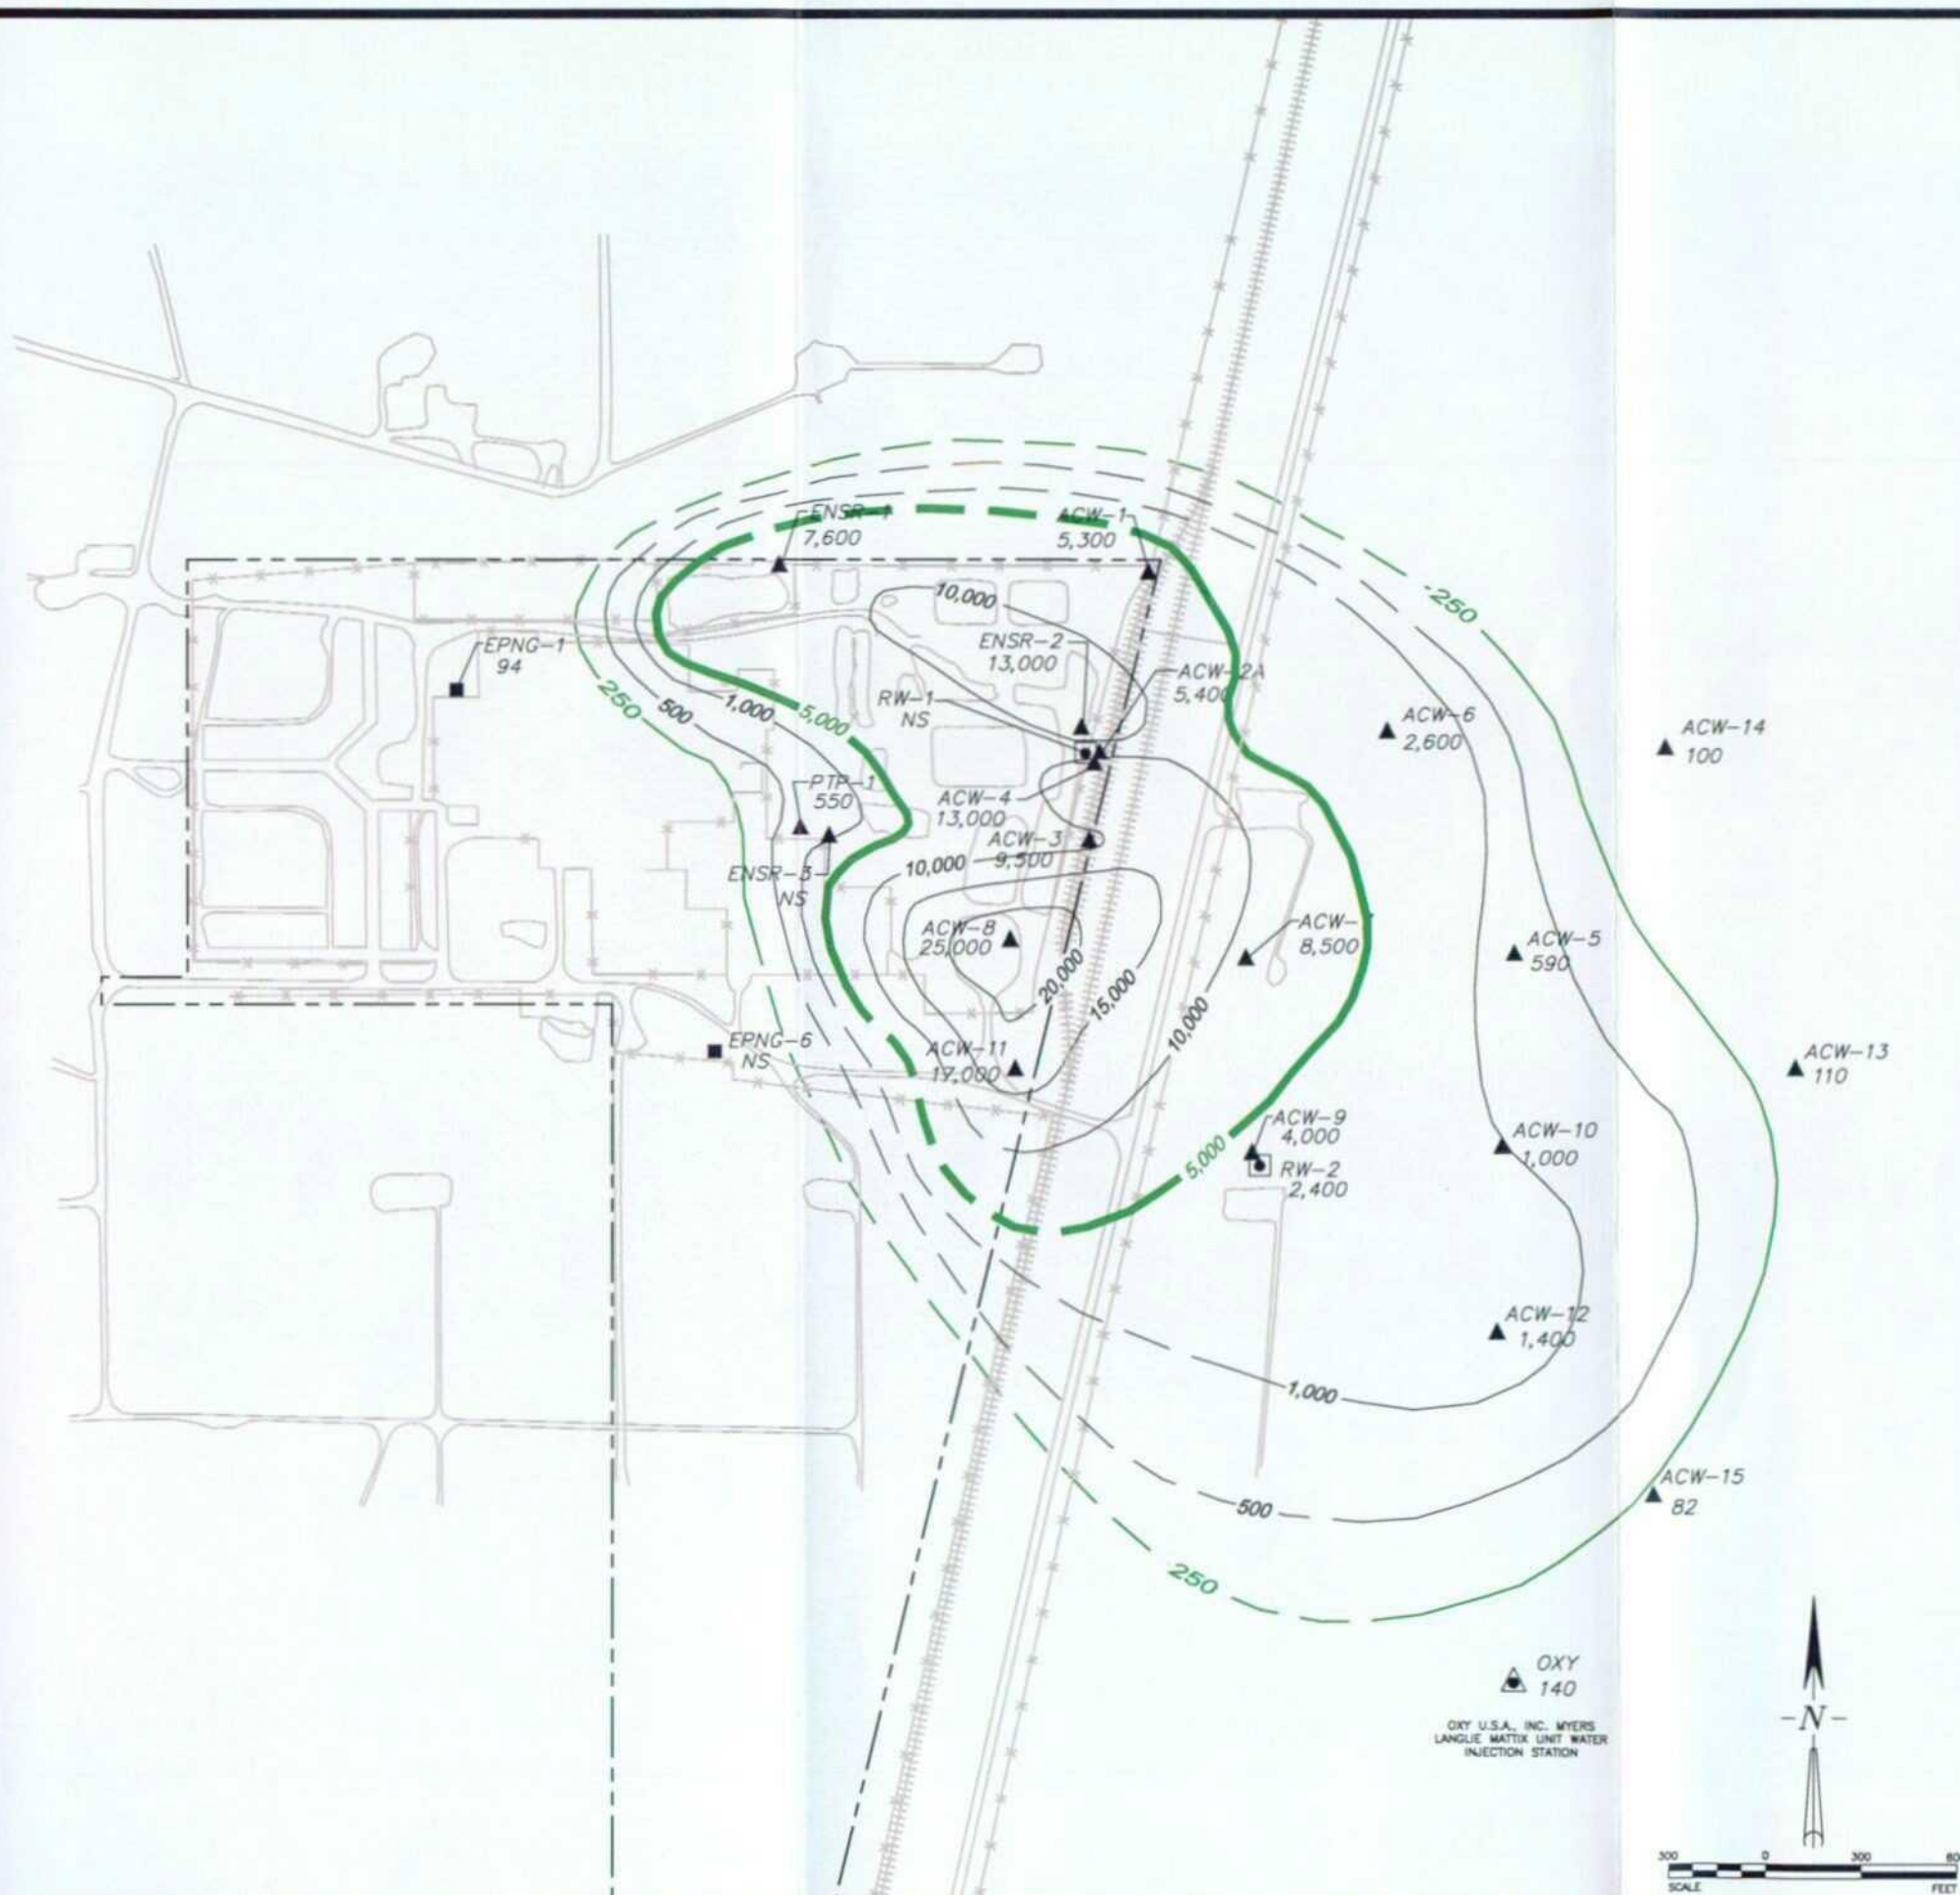 ENSR-1
7,600
ACW-1
5,300
10,000
-250
EPNG-1
94
ENSR-2
13,000
ACW-2A
5,400
RW-1
NS
250
500
1,000
5,000
ACW-6
2,600
ACW-14
100
PTP-1
550
ACW-4
13,000
ACW-3
9,500
10,000
ENSR-3
NS
ACW-8
25,000
ACW-
8,500
ACW-5
590
20,000
15,000
10,000
EPNG-6
NS
ACW-11
17,000
ACW-13
110
ACW-9
4,000
5,000
RW-2
2,400
ACW-10
1,000
ACW-12
1,400
1,000
ACW-15
82
500
250
OXY
140
OXY U.S.A., INC. MYERS
LANGLIE MATTIX UNIT WATER
INJECTION STATION
-N-
300 0 300
SCALE FEET